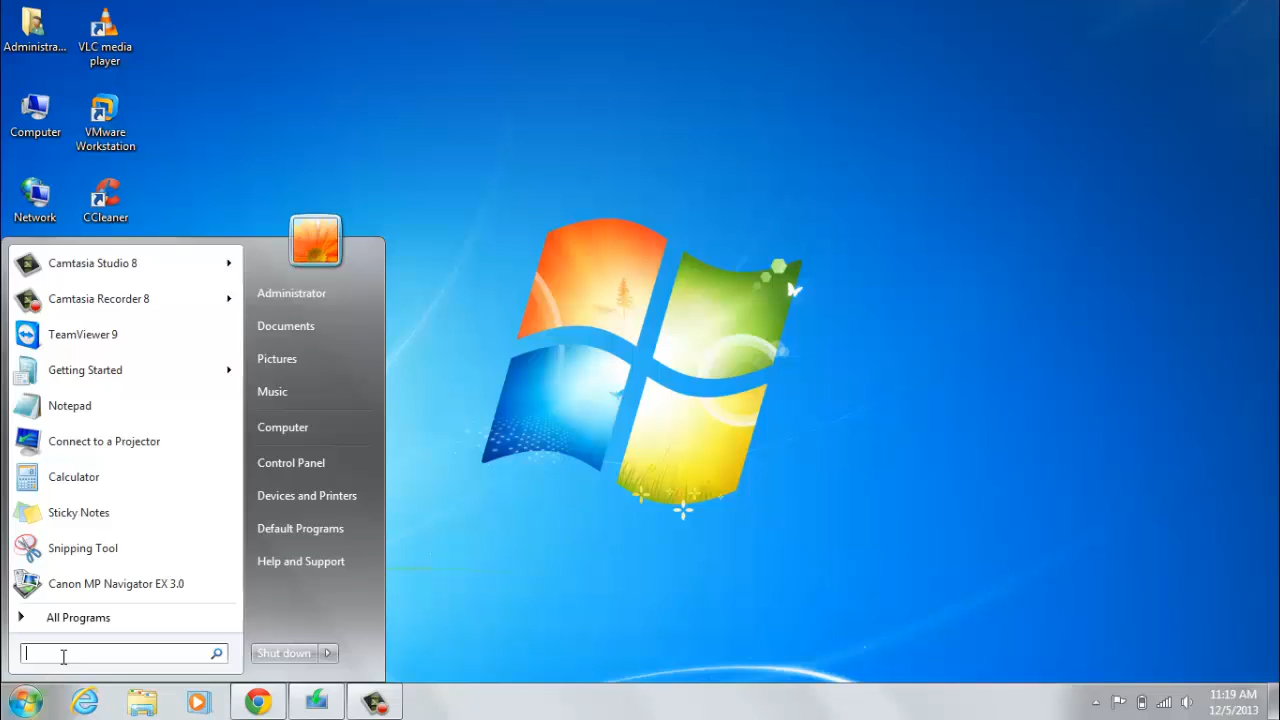 Administra...
VLC media
player
Computer
VMware
Workstation
Network
CCleaner
Camtasia Studio 8
Camtasia Recorder 8
TeamViewer 9
Getting Started
Notepad
Connect to a Projector
Calculator
Sticky Notes
Snipping Tool
Canon MP Navigator EX 3.0
All Programs
Administrator
Documents
Pictures
Music
Computer
Control Panel
Devices and Printers
Default Programs
Help and Support
Shut down
11:19 AM
12/5/2013